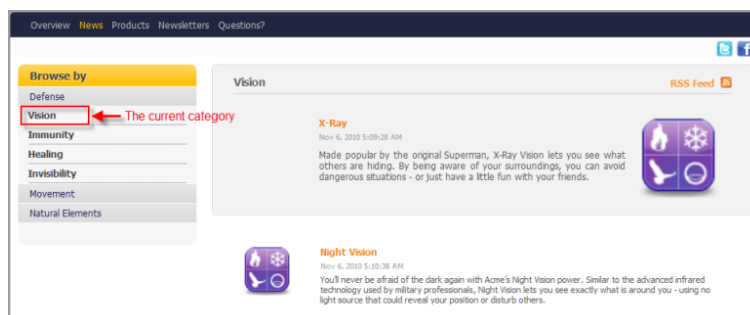 Overview News Products Newsletters Questions?
Browse by
Defense
Vision
The current category
Immunity
Healing
Invisibility
Movement
Natural Elements
Vision
RSS Feed
X-Ray
Nov 6, 2010 5:09:28 AM
Made popular by the original Superman, X-Ray Vision lets you see what
others are hiding. By being aware of your surroundings, you can avoid
dangerous situations - or just have a little fun with your friends.
Night Vision
Nov 6, 2010 5:10:38 AM
You'll never be afraid of the dark again with Acme's Night Vision power. Similar to the advanced infrared
technology used by military professionals, Night Vision lets you see exactly what is around you - using no
light source that could reveal your position or disturb others.